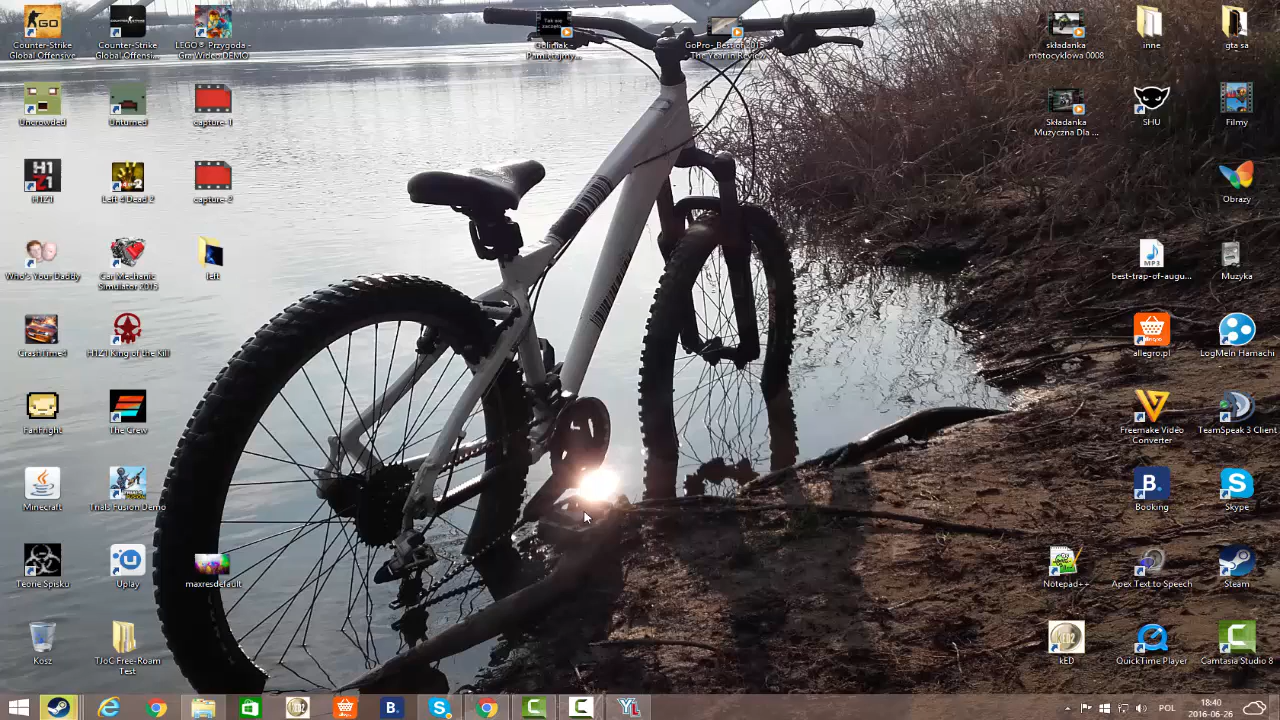 Counter-Strike
Global Offensive
Counter-Strike
Global Offensi...
LEGO® Przygoda -
Gra Wideo DEMO
Goliniak -
Pamiętajmy...
GoPro- Best of 2015
- The Year in Review
składanka
motocyklowa 0008
inne
gta sa
Uncrowded
Unturned
capture-1
Składanka
Muzyczna Dla ...
SHU
Filmy
H1Z1
Left 4 Dead 2
capture-2
Obrazy
Who's Your Daddy
Car Mechanic
Simulator 2015
left
best-trap-of-augu...
Muzyka
CrashTime4
H1Z1 King of the Kill
allegro.pl
LogMeIn Hamachi
FanFright
The Crew
Freemake Video
Converter
TeamSpeak 3 Client
Minecraft
Trials Fusion Demo
Booking
Skype
Teorie Spisku
Uplay
maxresdefault
Notepad++
Apex Text to Speech
Steam
Kosz
TJoC Free-Roam
Test
kED
QuickTime Player
Camtasia Studio 8
POL
18:40
2016-06-26